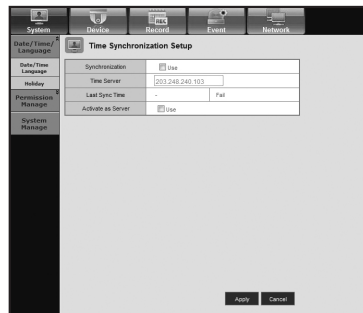 System Device Record Event Network
REC
Date/Time/
Language
Date/Time
Language
Holiday
Permission
Manage
System
Manage
Time Synchronization Setup
Synchronization Use
Time Server 203.248.240.103
Last Sync Time - Fail
Activate as Server Use
Apply Cancel